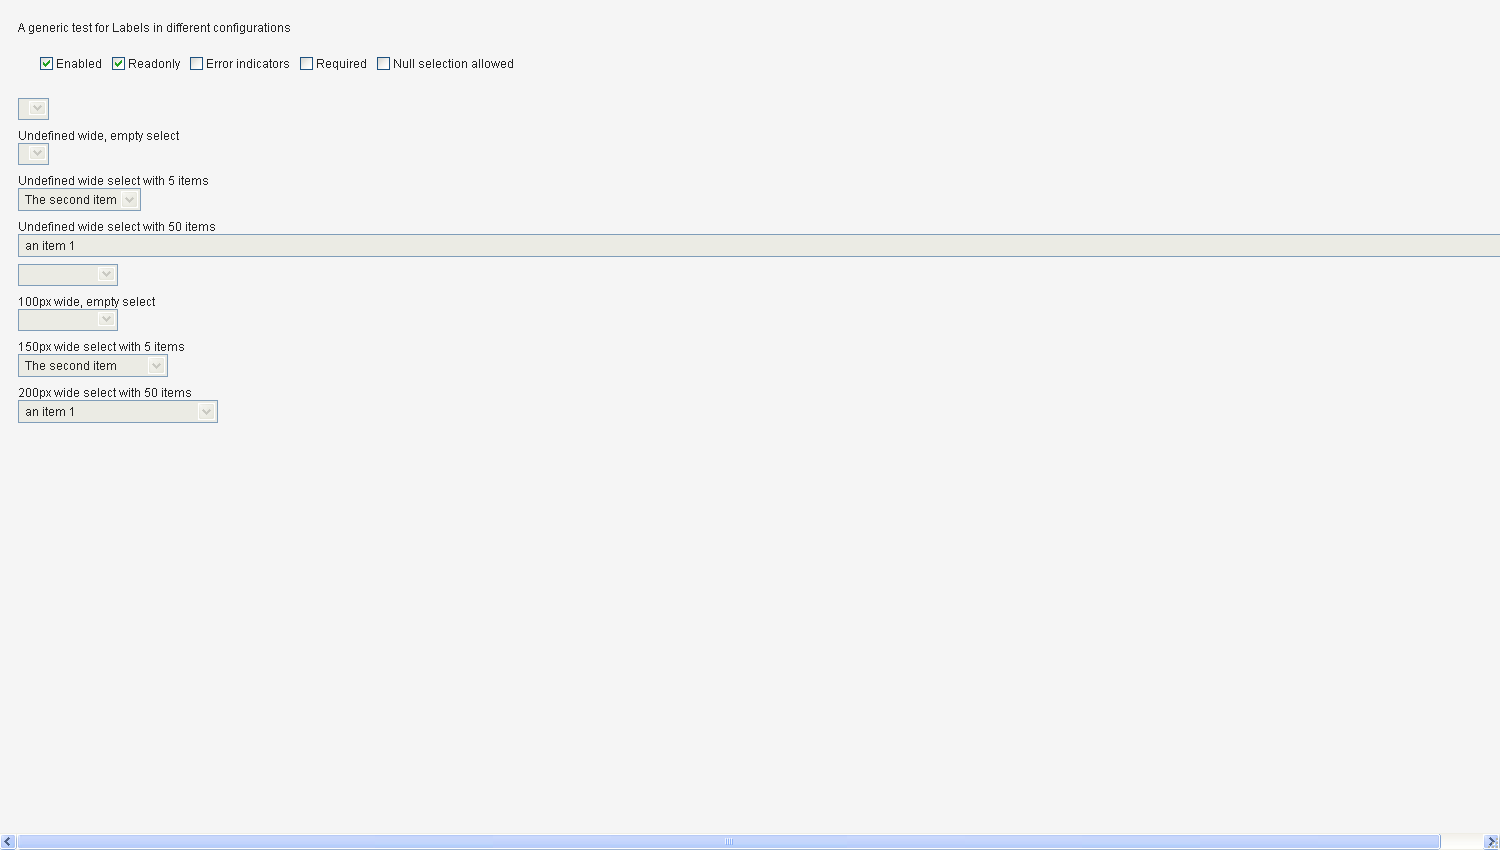 A generic test for Labels in different configurations
Enabled Readonly Error indicators Required Null selection allowed
Undefined wide, empty select
Undefined wide select with 5 items
The second item
Undefined wide select with 50 items
an item 1
100px wide, empty select
150px wide select with 5 items
The second item
200px wide select with 50 items
an item 1